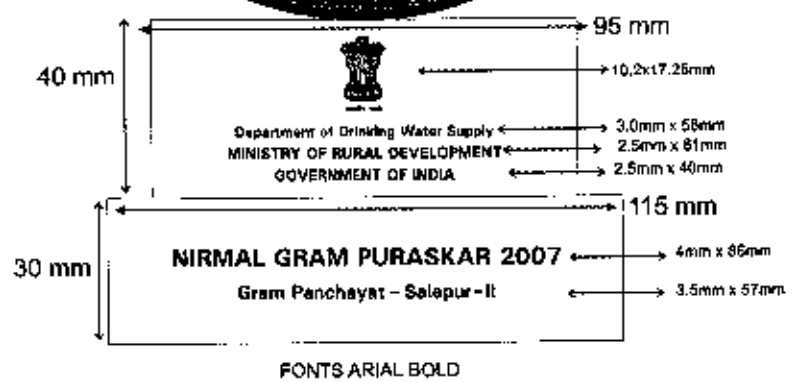 95 mm
40 mm
10.2x17.25mm
Department of Drinking Water Supply 3.0mm x 58mm
MINISTRY OF RURAL DEVELOPMENT 2.5mm x 61mm
GOVERNMENT OF INDIA 2.5mm x 40mm
115 mm
30 mm
NIRMAL GRAM PURASKAR 2007 4mm x 86mm
Gram Panchayat - Salepur - II 3.5mm x 57mm
FONTS ARIAL BOLD